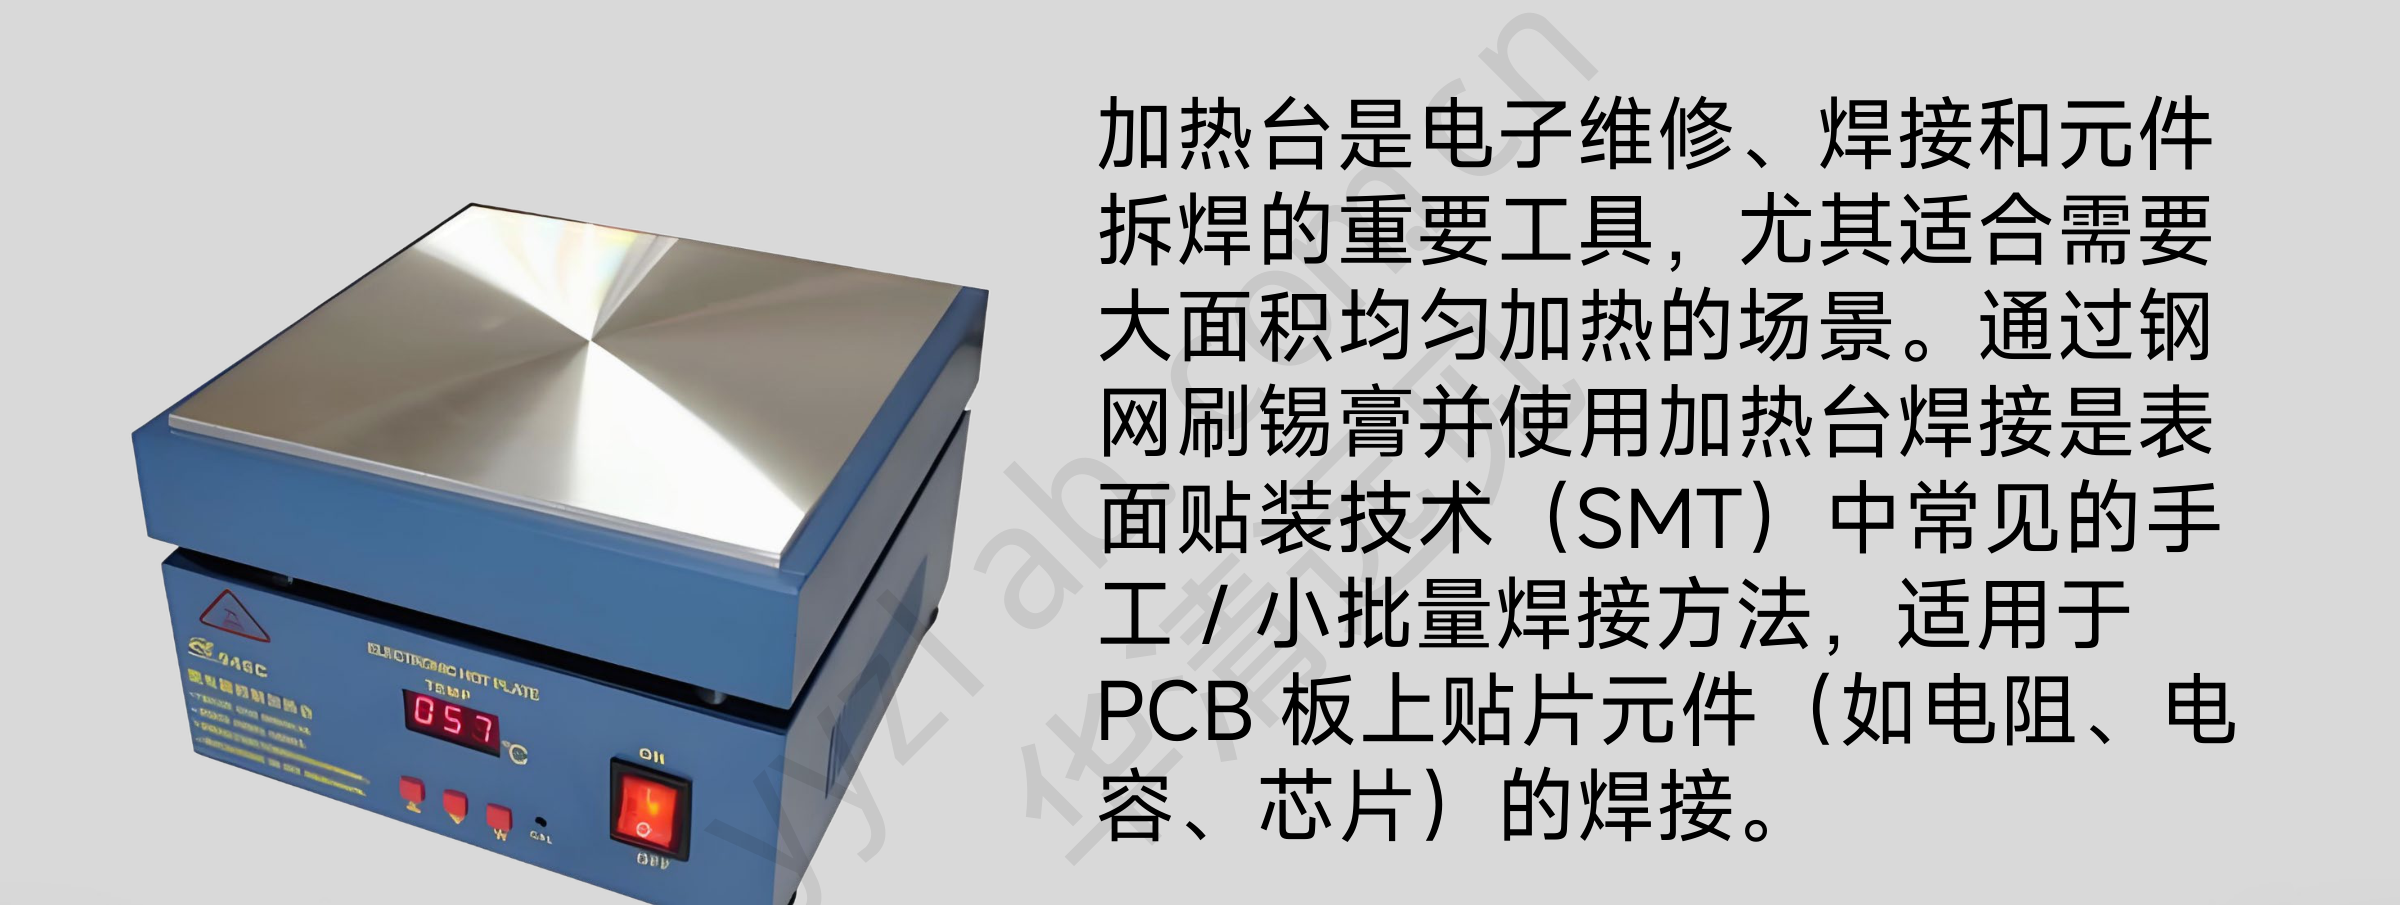 加热台是电子维修、焊接和元件
拆焊的重要工具，尤其适合需要
大面积均匀加热的场景。通过钢
网刷锡膏并使用加热台焊接是表
面贴装技术（SMT）中常见的手
工 / 小批量焊接方法，适用于
PCB 板上贴片元件（如电阻、电
容、芯片）的焊接。
946C
ELECTRONIC HOT PLATE
TEMP
057
°C
ON
OFF
CAL
华清远见